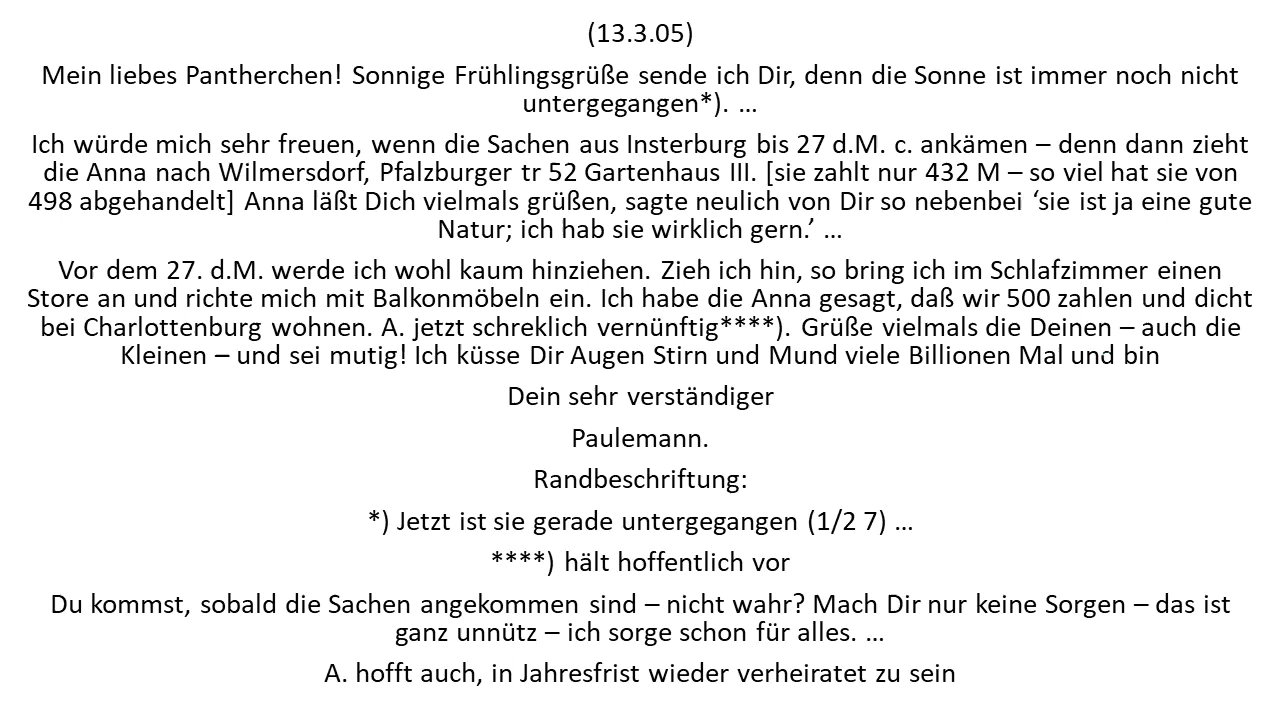 (13.3.05)
Mein liebes Pantherchen! Sonnige Frühlingsgrüße sende ich Dir, denn die Sonne ist immer noch nicht
untergegangen*). …
Ich würde mich sehr freuen, wenn die Sachen aus Insterburg bis 27 d.M. c. ankämen – denn dann zieht
die Anna nach Wilmersdorf, Pfalzburger tr 52 Gartenhaus III. [sie zahlt nur 432 M – so viel hat sie von
498 abgehandelt] Anna läßt Dich vielmals grüßen, sagte neulich von Dir so nebenbei ‘sie ist ja eine gute
Natur; ich hab sie wirklich gern.’ …
Vor dem 27. d.M. werde ich wohl kaum hinziehen. Zieh ich hin, so bring ich im Schlafzimmer einen
Store an und richte mich mit Balkonmöbeln ein. Ich habe die Anna gesagt, daß wir 500 zahlen und dicht
bei Charlottenburg wohnen. A. jetzt schreklich vernünftig****). Grüße vielmals die Deinen – auch die
Kleinen – und sei mutig! Ich küsse Dir Augen Stirn und Mund viele Billionen Mal und bin
Dein sehr verständiger
Paulemann.
Randbeschriftung:
*) Jetzt ist sie gerade untergegangen (1/2 7) …
****) hält hoffentlich vor
Du kommst, sobald die Sachen angekommen sind – nicht wahr? Mach Dir nur keine Sorgen – das ist
ganz unnütz – ich sorge schon für alles. …
A. hofft auch, in Jahresfrist wieder verheiratet zu sein